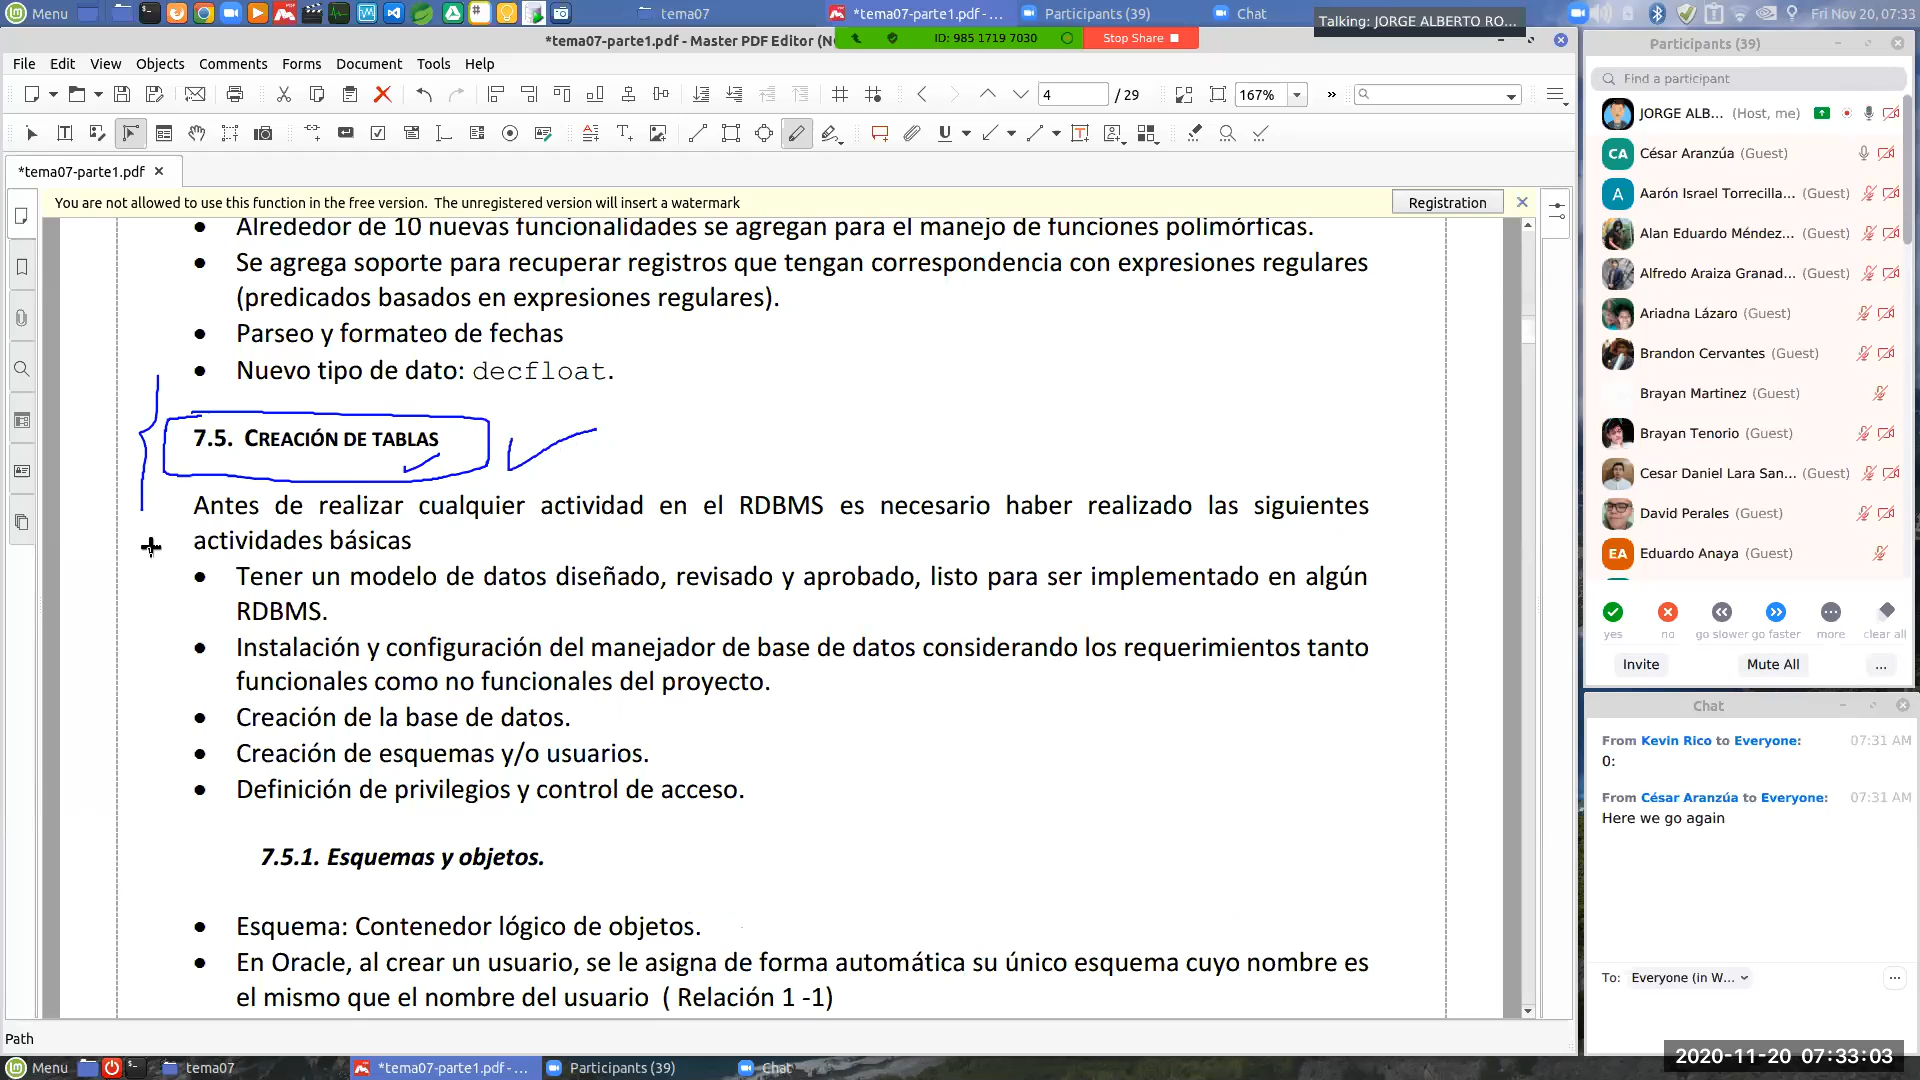 Menu
tema07
*tema07-parte1.pdf - ...
Participants (39)
Chat
Talking: JORGE ALBERTO RO...
Fri Nov 20, 07:33
*tema07-parte1.pdf - Master PDF Editor (N
ID: 985 1719 7030
Stop Share
File Edit View Objects Comments Forms Document Tools Help
4 / 29
167%
*tema07-parte1.pdf
You are not allowed to use this function in the free version. The unregistered version will insert a watermark
Registration
• Alrededor de 10 nuevas funcionalidades se agregan para el manejo de funciones polimórficas.
• Se agrega soporte para recuperar registros que tengan correspondencia con expresiones regulares
(predicados basados en expresiones regulares).
• Parseo y formateo de fechas
• Nuevo tipo de dato: decfloat.
7.5. CREACIÓN DE TABLAS
Antes de realizar cualquier actividad en el RDBMS es necesario haber realizado las siguientes
actividades básicas
• Tener un modelo de datos diseñado, revisado y aprobado, listo para ser implementado en algún
RDBMS.
• Instalación y configuración del manejador de base de datos considerando los requerimientos tanto
funcionales como no funcionales del proyecto.
• Creación de la base de datos.
• Creación de esquemas y/o usuarios.
• Definición de privilegios y control de acceso.
7.5.1. Esquemas y objetos.
• Esquema: Contenedor lógico de objetos.
• En Oracle, al crear un usuario, se le asigna de forma automática su único esquema cuyo nombre es
el mismo que el nombre del usuario ( Relación 1 -1)
Path
Participants (39)
Find a participant
JORGE ALB... (Host, me)
CA César Aranzúa (Guest)
A Aarón Israel Torrecilla... (Guest)
Alan Eduardo Méndez... (Guest)
Alfredo Araiza Granad... (Guest)
Ariadna Lázaro (Guest)
Brandon Cervantes (Guest)
Brayan Martinez (Guest)
Brayan Tenorio (Guest)
Cesar Daniel Lara San... (Guest)
David Perales (Guest)
EA Eduardo Anaya (Guest)
yes no go slower go faster more clear all
Invite Mute All ...
Chat
From Kevin Rico to Everyone: 07:31 AM
0:
From César Aranzúa to Everyone: 07:31 AM
Here we go again
To: Everyone (in W...
Menu
tema07
*tema07-parte1.pdf - ...
Participants (39)
Chat
2020-11-20 07:33:03